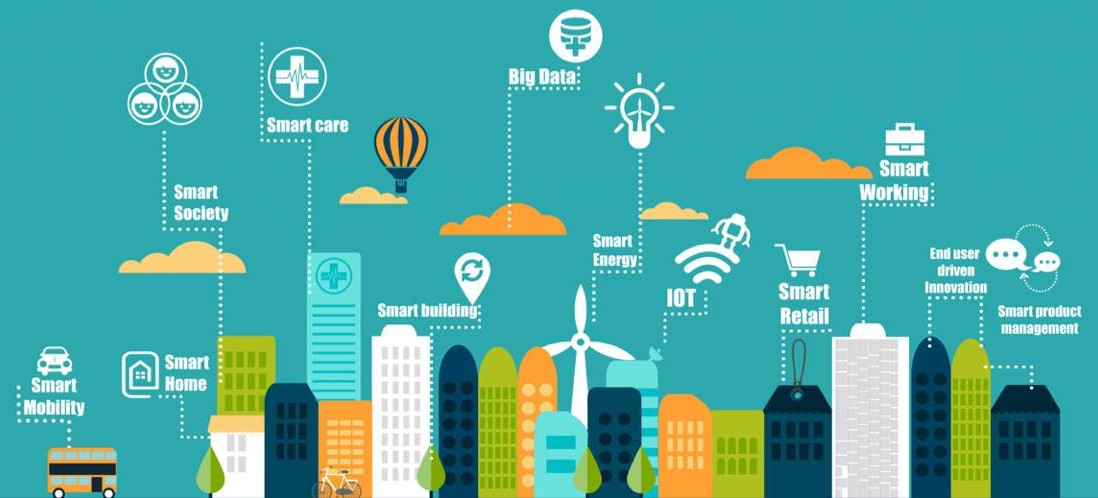 Big Data
Smart care
Smart
Working
Smart
Society
Smart
Energy
End user
driven
Innovation
IOT
Smart
Retail
Smart building
Smart product
management
Smart
Home
Smart
Mobility